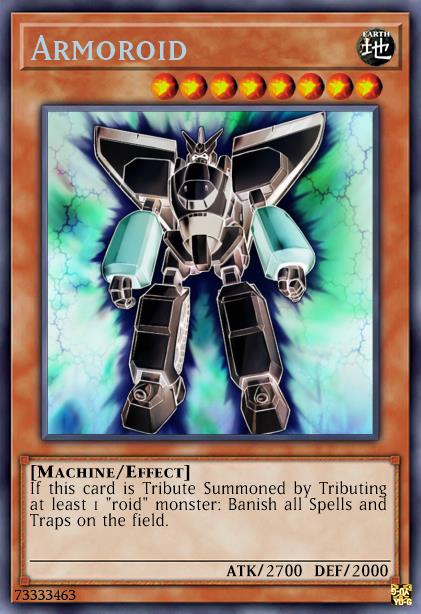 Armoroid
EARTH
地
[Machine/Effect]
If this card is Tribute Summoned by Tributing
at least 1 "roid" monster: Banish all Spells and
Traps on the field.
ATK/2700 DEF/2000
73333463